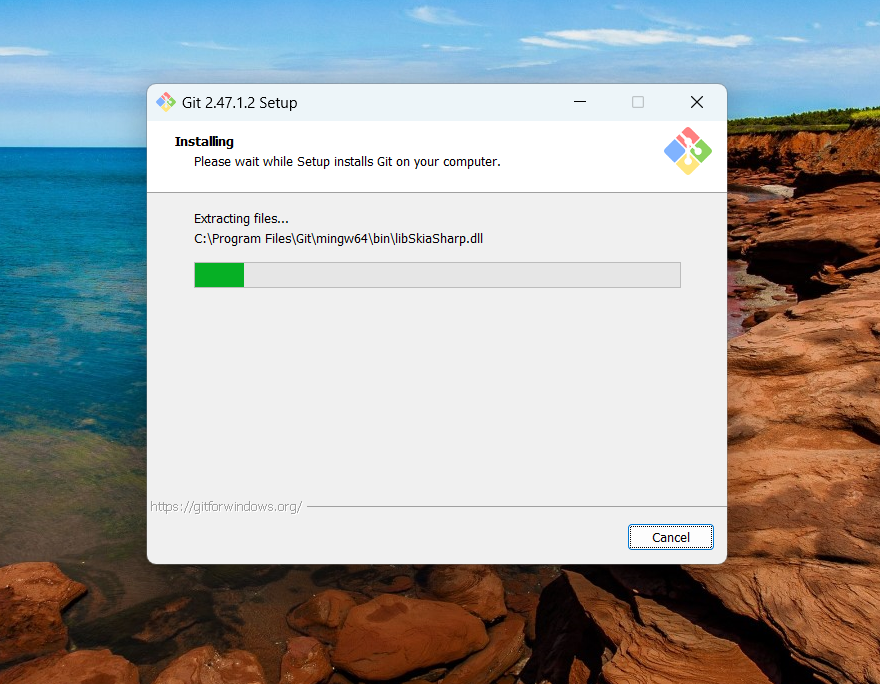 Git 2.47.1.2 Setup
Installing
Please wait while Setup installs Git on your computer.
Extracting files...
C:\Program Files\Git\mingw64\bin\libSkiaSharp.dll
https://gitforwindows.org/
Cancel